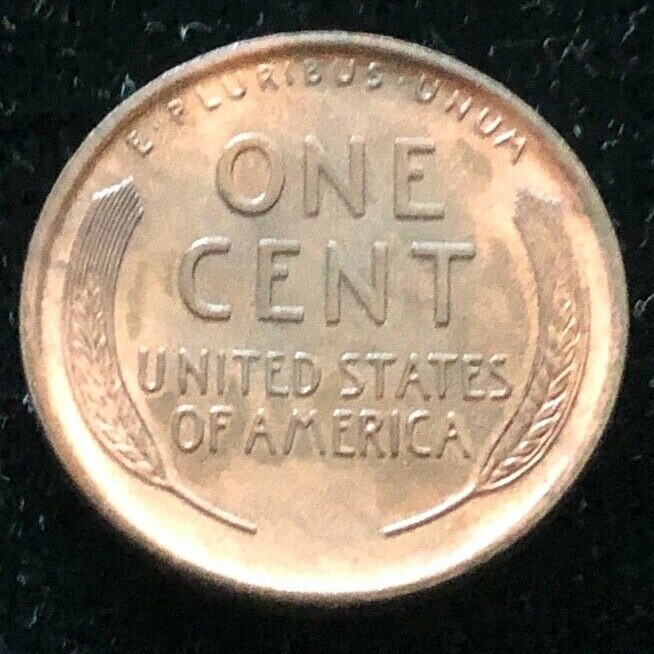 E·PLURIBUS·UNUM
ONE
CENT
UNITED STATES
OF AMERICA